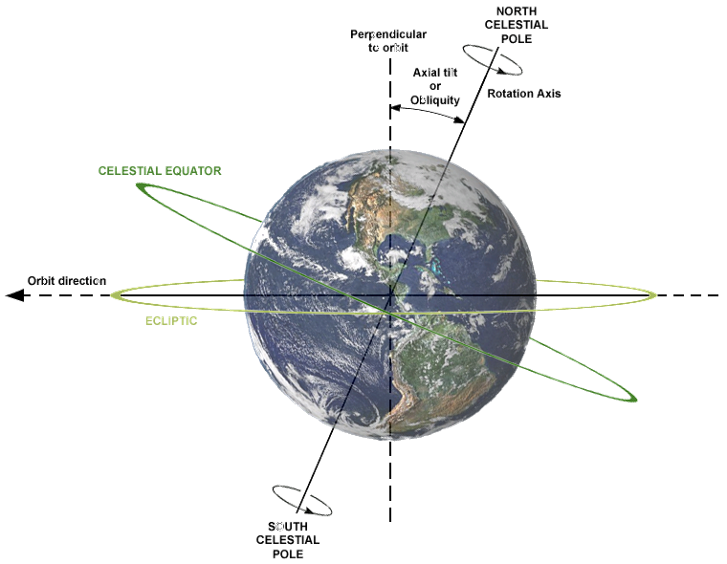 NORTH
CELESTIAL
POLE
Perpendicular
to orbit
Axial tilt
or
Obliquity
Rotation Axis
CELESTIAL EQUATOR
Orbit direction
ECLIPTIC
SOUTH
CELESTIAL
POLE